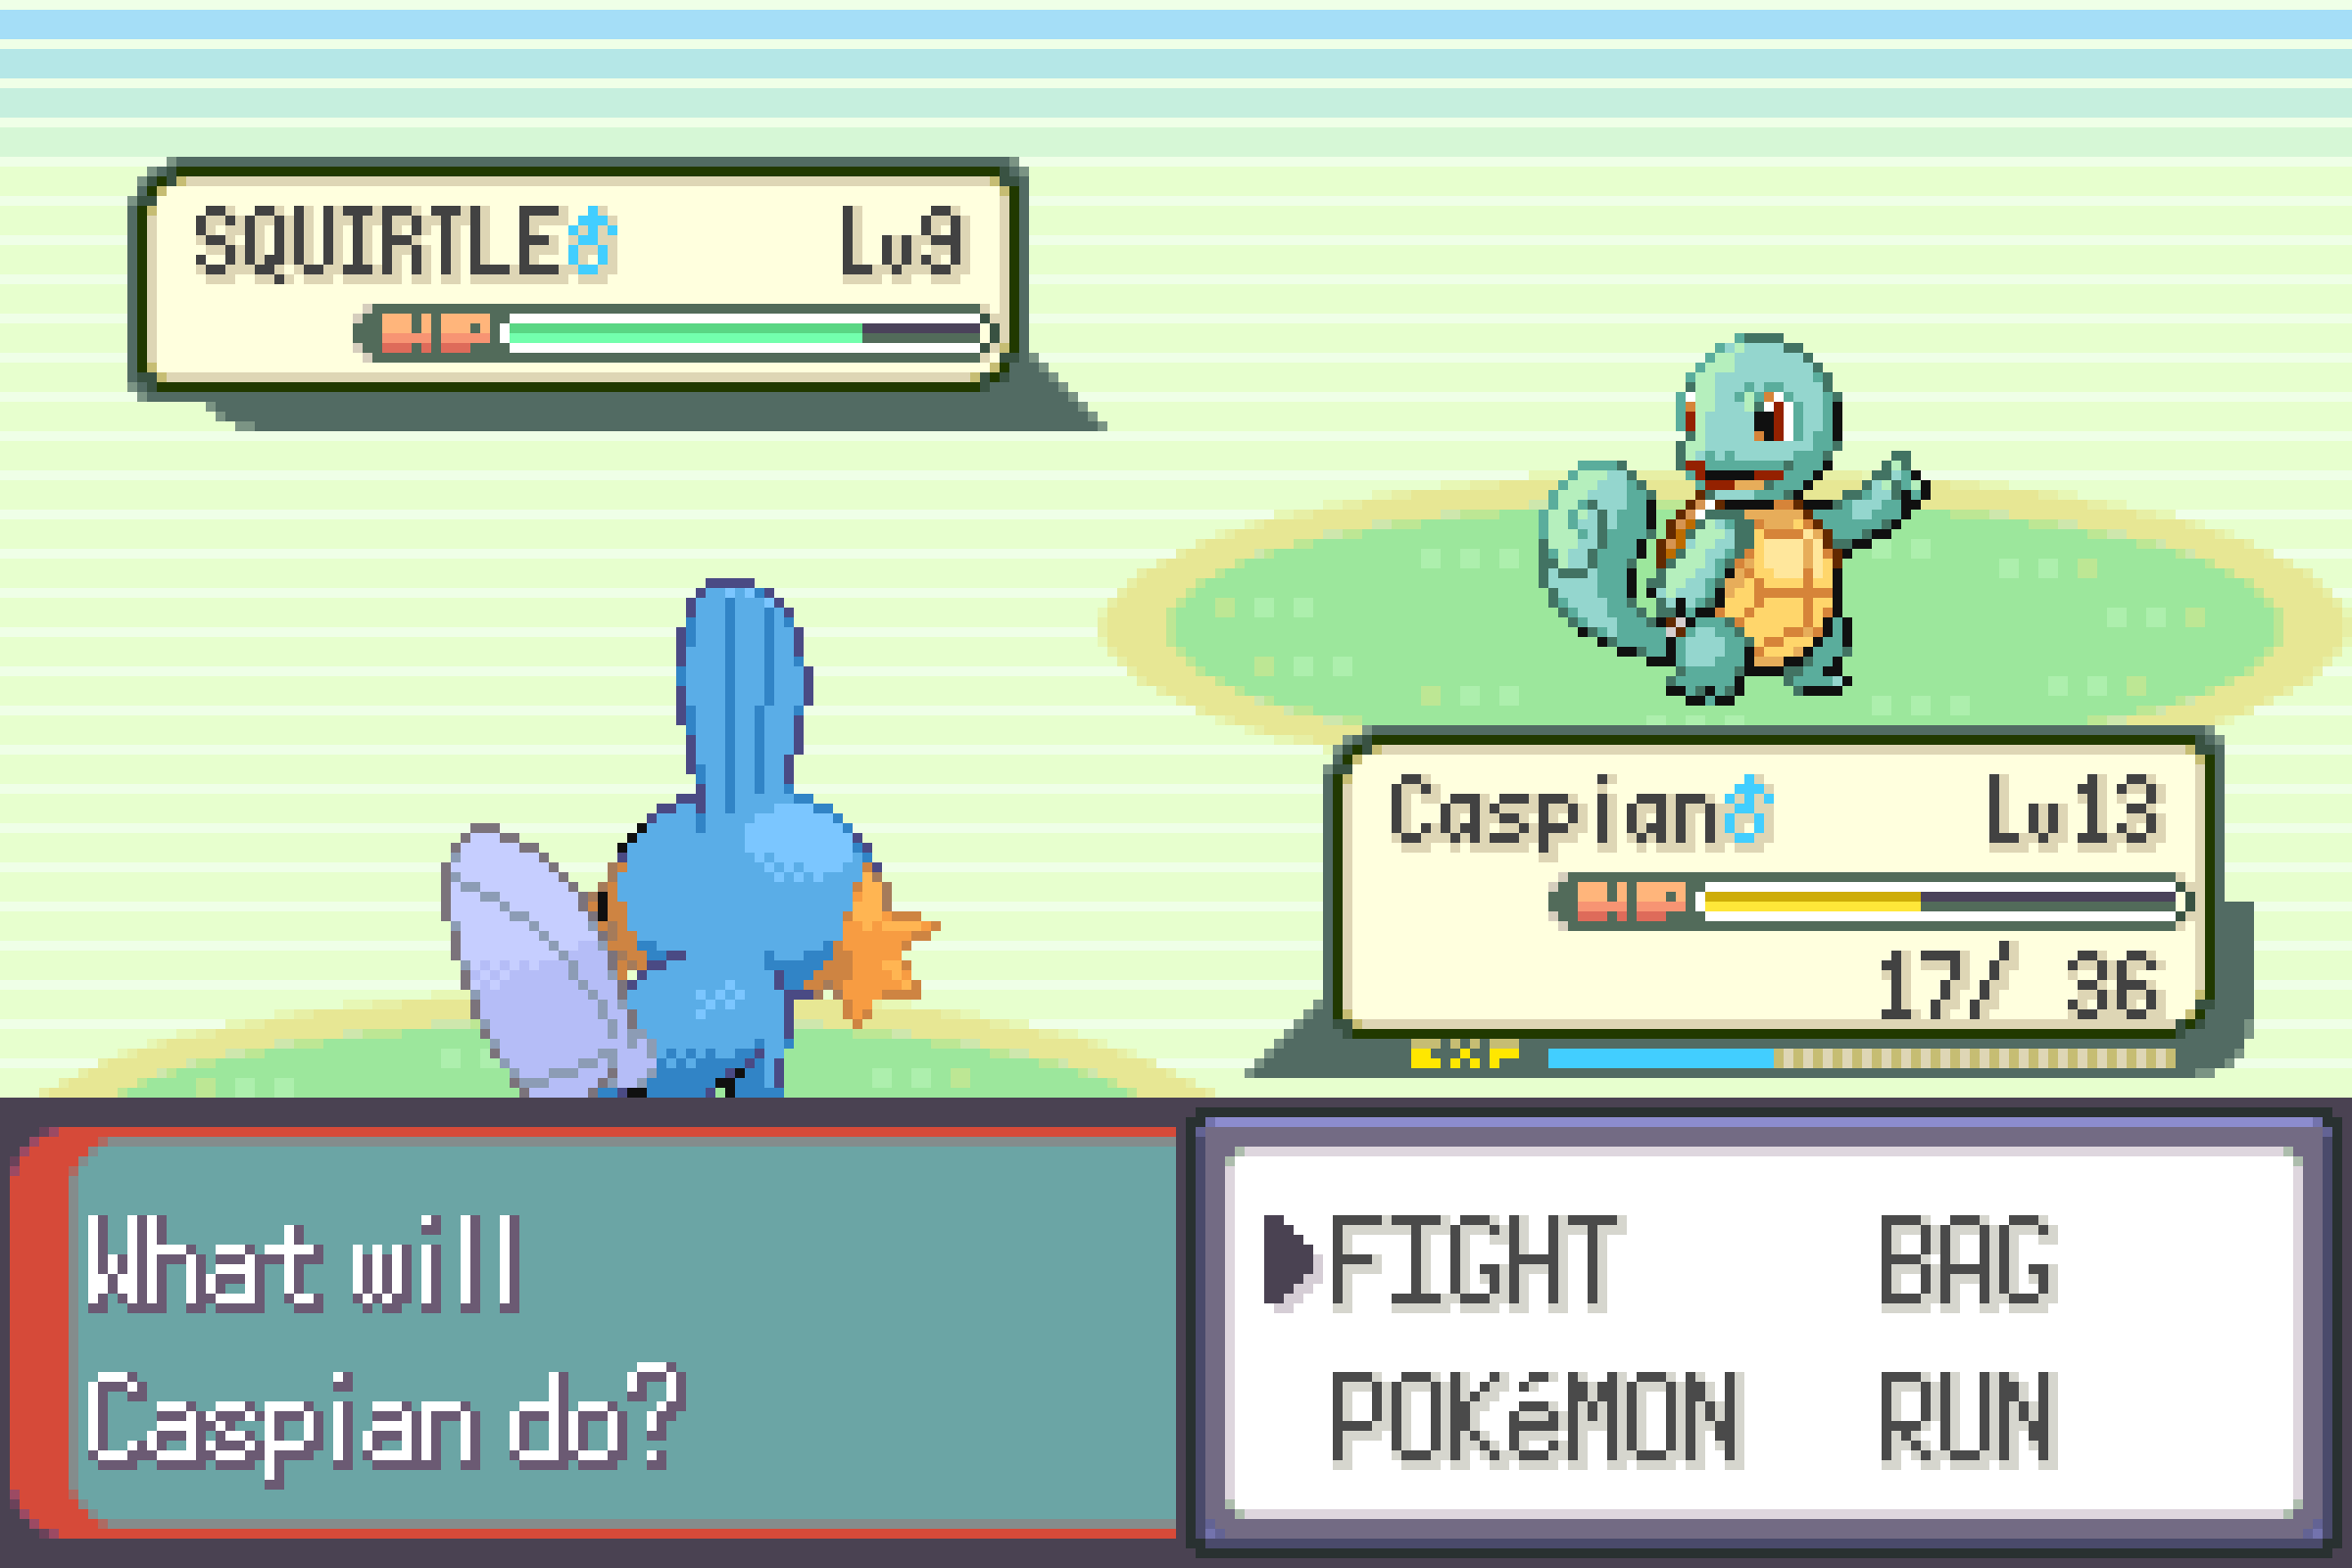 SQUIRTLE♂ Lv9
HP
Caspian♂ Lv13
HP
17/ 36
EXP
What will
Caspian do?
FIGHT BAG
POKéMON RUN